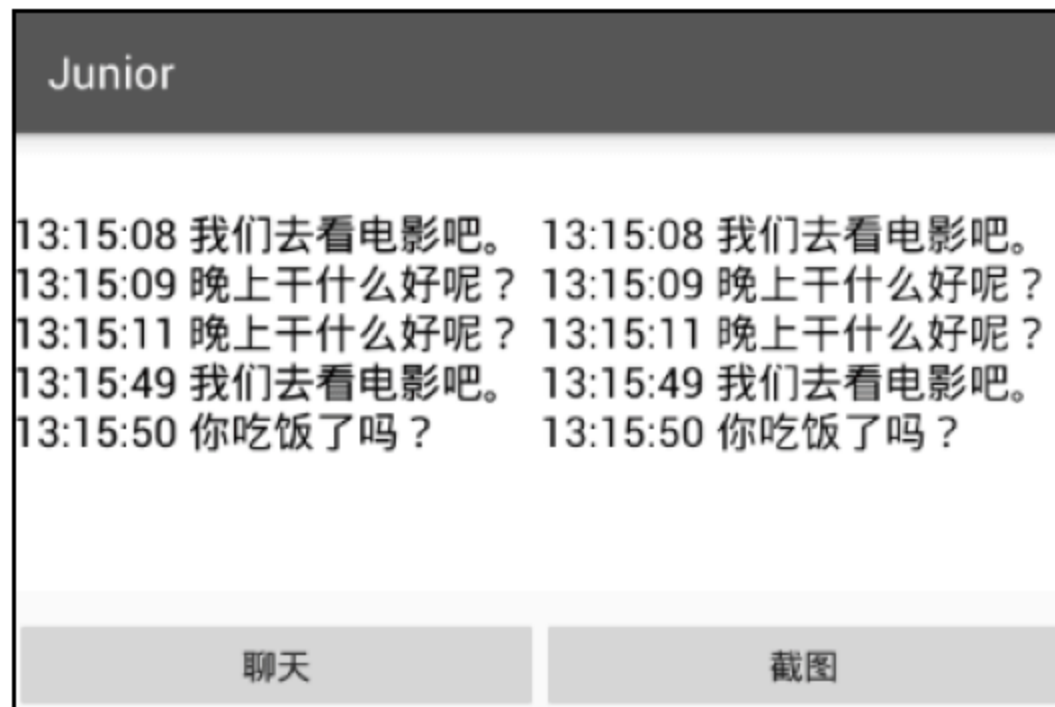 Junior
13:15:08 我们去看电影吧。 13:15:08 我们去看电影吧。
13:15:09 晚上干什么好呢？ 13:15:09 晚上干什么好呢？
13:15:11 晚上干什么好呢？ 13:15:11 晚上干什么好呢？
13:15:49 我们去看电影吧。 13:15:49 我们去看电影吧。
13:15:50 你吃饭了吗？ 13:15:50 你吃饭了吗？
聊天 截图